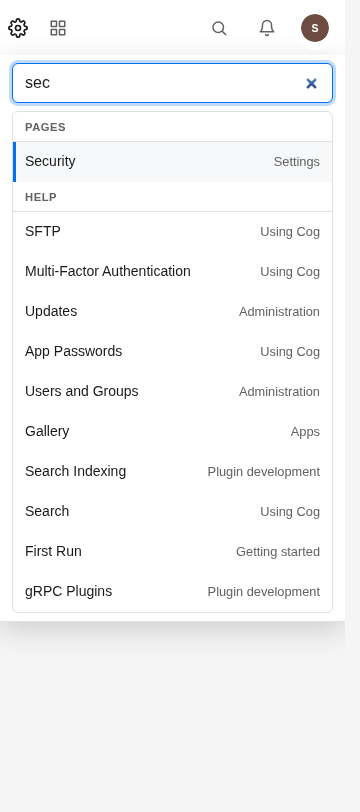 S
sec
PAGES
Security Settings
HELP
SFTP Using Cog
Multi-Factor Authentication Using Cog
Updates Administration
App Passwords Using Cog
Users and Groups Administration
Gallery Apps
Search Indexing Plugin development
Search Using Cog
First Run Getting started
gRPC Plugins Plugin development